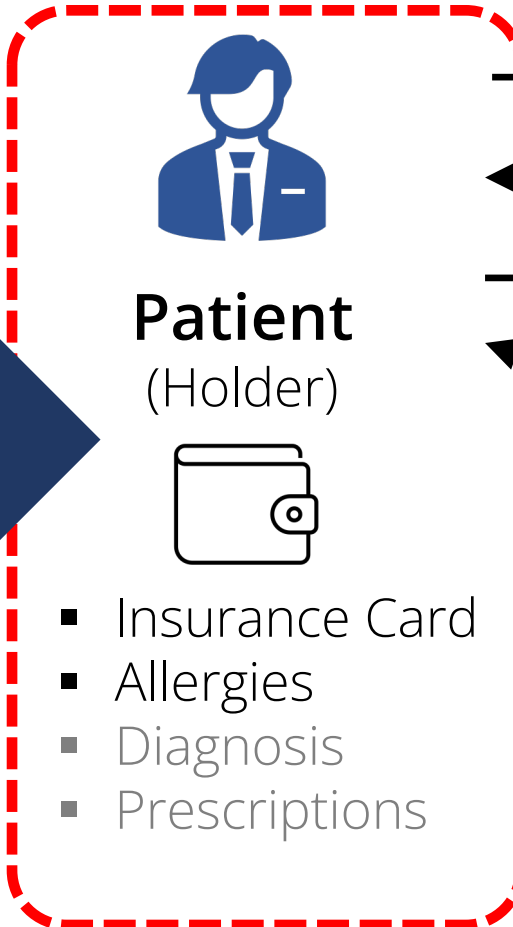 Patient
(Holder)
▪ Insurance Card
▪ Allergies
▪ Diagnosis
▪ Prescriptions